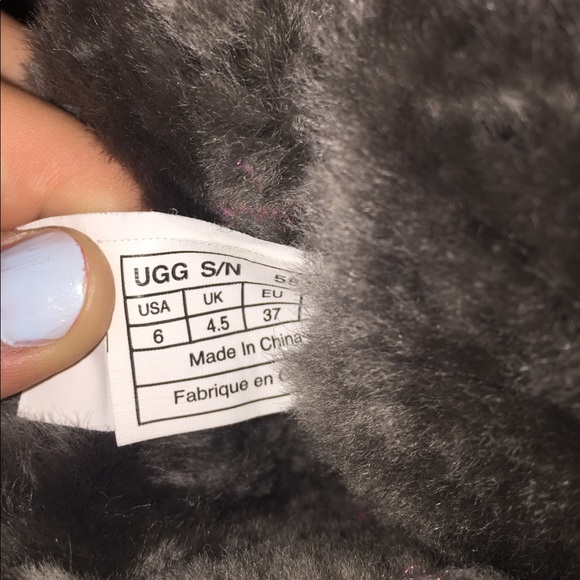 UGG S/N
USA UK EU
6 4.5 37
Made In China
Fabrique en